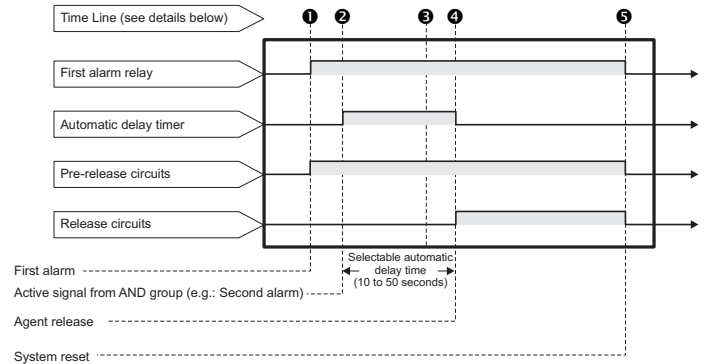 Time Line (see details below)
❶ ❷ ❸ ❹ ❺
First alarm relay
Automatic delay timer
Pre-release circuits
Release circuits
Selectable automatic
delay time
(10 to 50 seconds)
First alarm
Active signal from AND group (e.g.: Second alarm)
Agent release
System reset